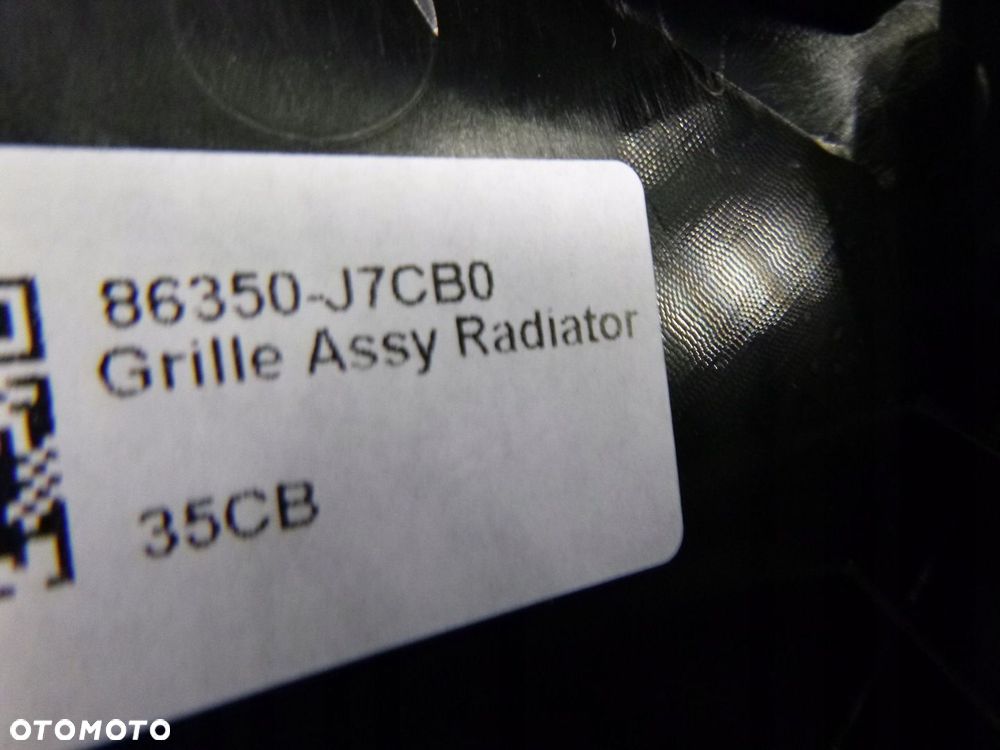 86350-J7CB0
Grille Assy Radiator
35CB
OTOMOTO